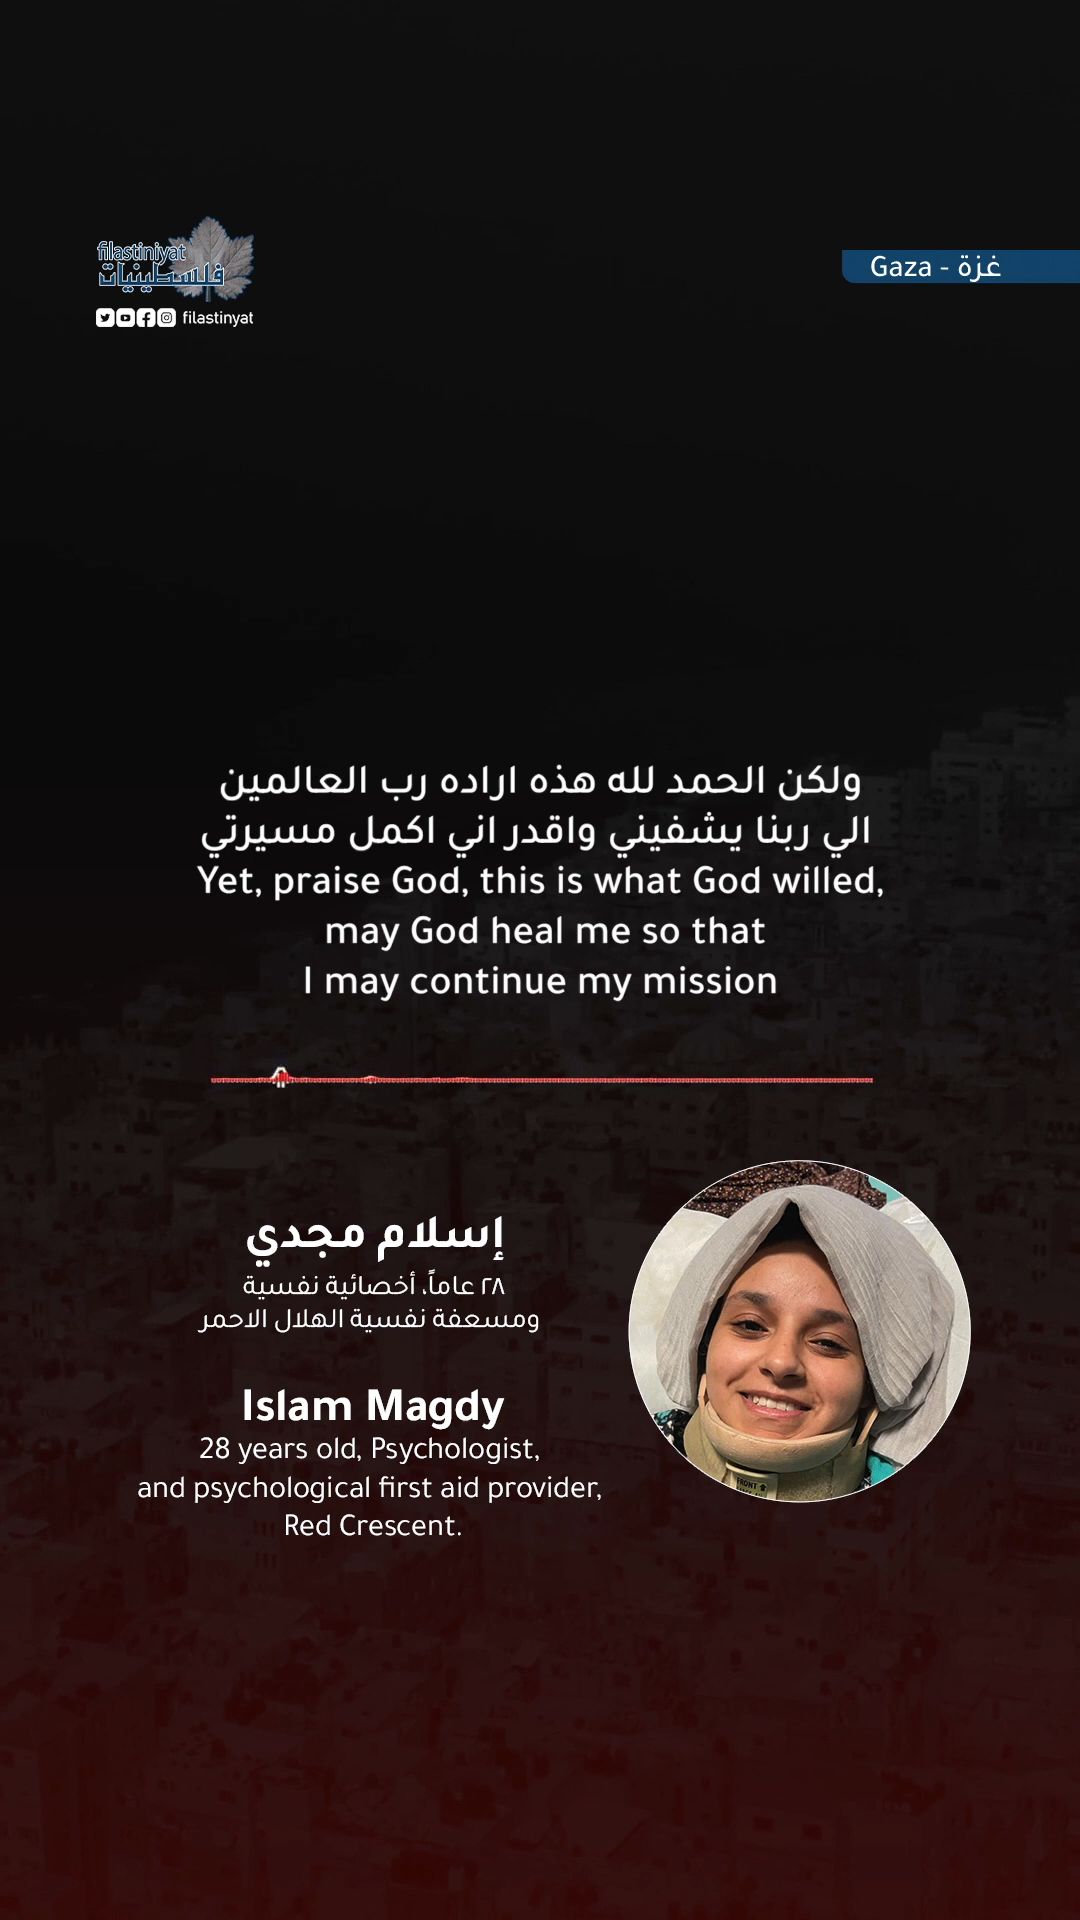 filastiniyat
فلسطينيات
filastinyat
Gaza - غزة
ولكن الحمد لله هذه اراده رب العالمين
الي ربنا يشفيني واقدر اني اكمل مسيرتي
Yet, praise God, this is what God willed,
may God heal me so that
I may continue my mission
إسلام مجدي
٢٨ عاماً، أخصائية نفسية
ومسعفة نفسية الهلال الاحمر
Islam Magdy
28 years old, Psychologist,
and psychological first aid provider,
Red Crescent.
FRONT